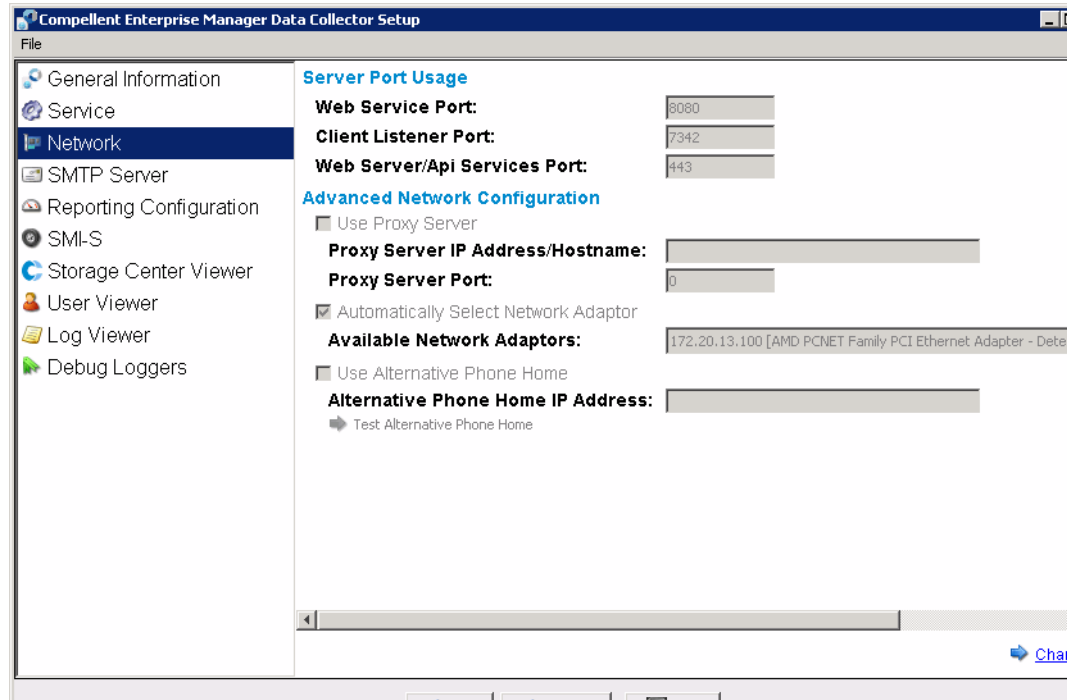 Compellent Enterprise Manager Data Collector Setup
File
General Information
Service
Network
SMTP Server
Reporting Configuration
SMI-S
Storage Center Viewer
User Viewer
Log Viewer
Debug Loggers
Server Port Usage
Web Service Port: 8080
Client Listener Port: 7342
Web Server/Api Services Port: 443
Advanced Network Configuration
Use Proxy Server
Proxy Server IP Address/Hostname:
Proxy Server Port: 0
Automatically Select Network Adaptor
Available Network Adaptors: 172.20.13.100 [AMD PCNET Family PCI Ethernet Adapter - Dete
Use Alternative Phone Home
Alternative Phone Home IP Address:
Test Alternative Phone Home
Char